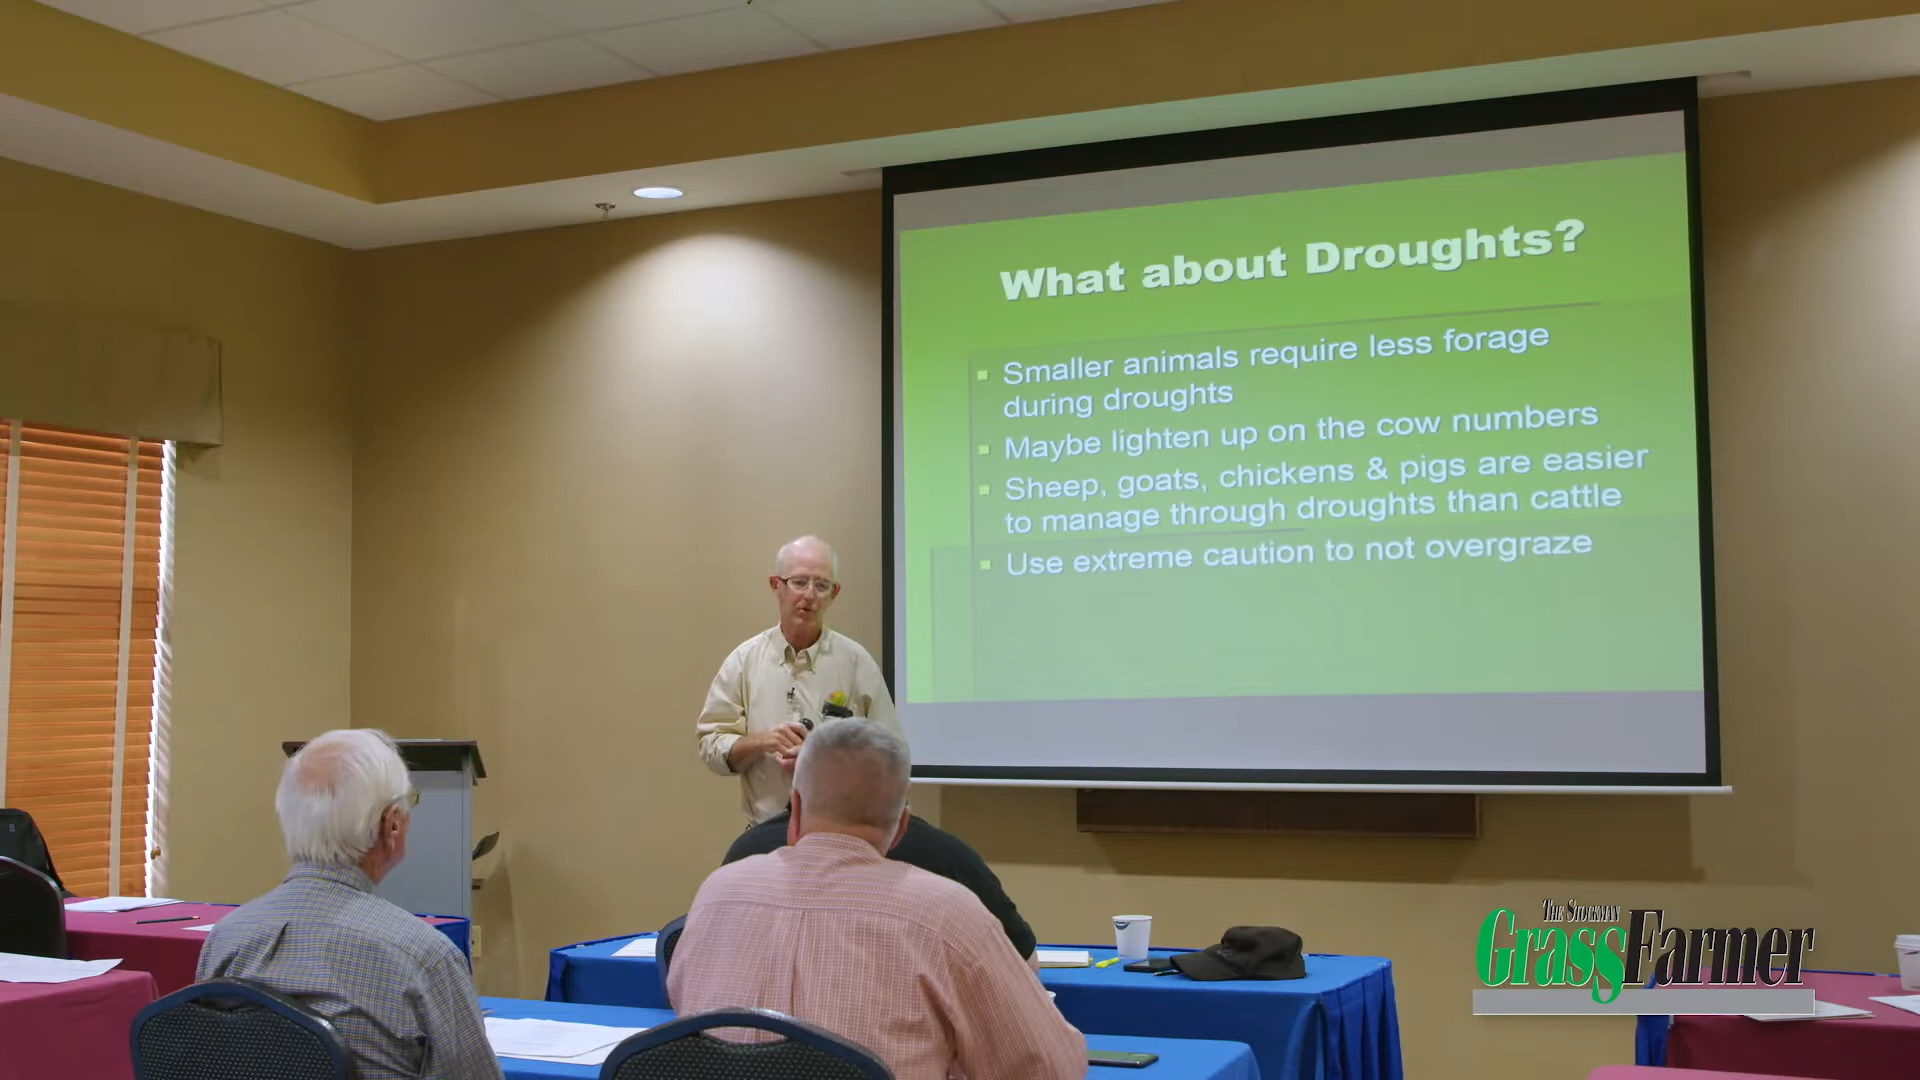 What about Droughts?
Smaller animals require less forage
during droughts
Maybe lighten up on the cow numbers
Sheep, goats, chickens & pigs are easier
to manage through droughts than cattle
Use extreme caution to not overgraze
THE STOCKMAN
GrassFarmer